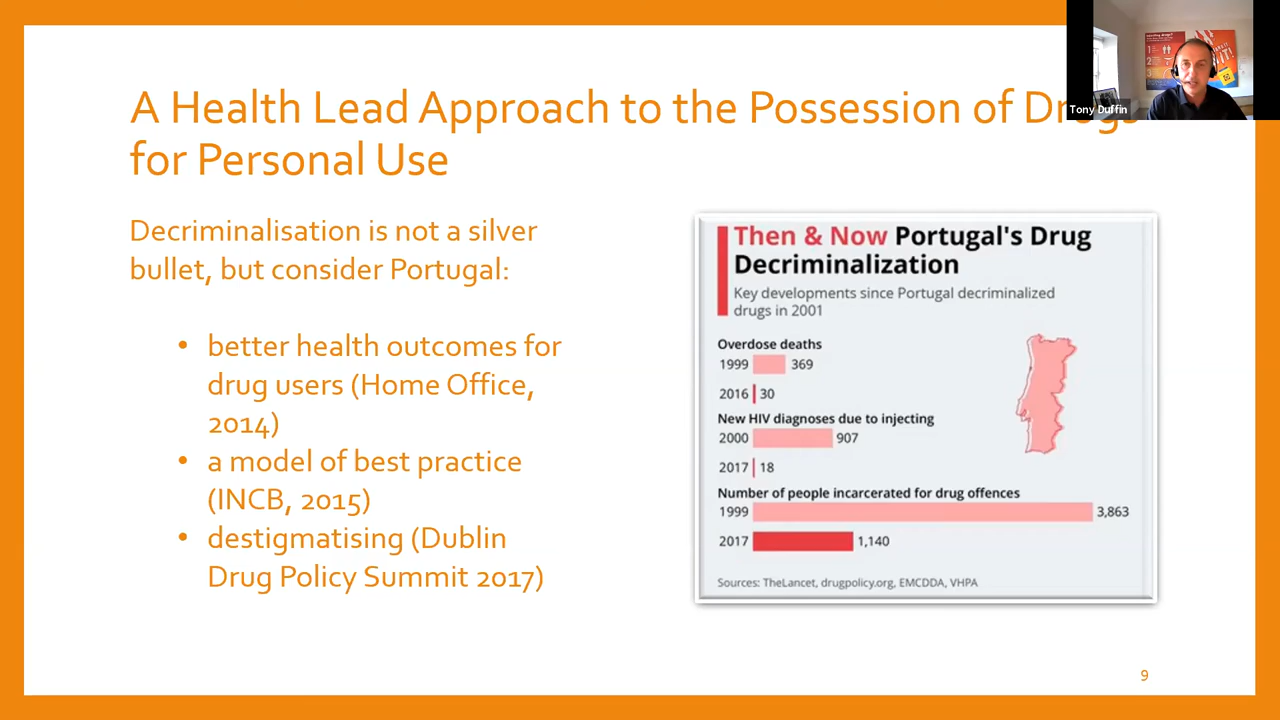 A Health Lead Approach to the Possession of Drugs
for Personal Use
Tony Duffin
Decriminalisation is not a silver
bullet, but consider Portugal:
• better health outcomes for
drug users (Home Office,
2014)
• a model of best practice
(INCB, 2015)
• destigmatising (Dublin
Drug Policy Summit 2017)
Then & Now Portugal's Drug
Decriminalization
Key developments since Portugal decriminalized
drugs in 2001
Overdose deaths
1999 369
2016 30
New HIV diagnoses due to injecting
2000 907
2017 18
Number of people incarcerated for drug offences
1999 3,863
2017 1,140
Sources: TheLancet, drugpolicy.org, EMCDDA, VHPA
9